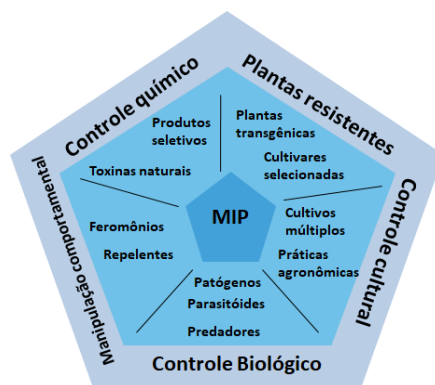 Controle químico
Plantas resistentes
Produtos
seletivos
Toxinas naturais
Plantas
transgênicas
Cultivares
selecionadas
Manipulação comportamental
Feromônios
Repelentes
MIP
Cultivos
múltiplos
Práticas
agronômicas
Controle cultural
Patógenos
Parasitóides
Predadores
Controle Biológico